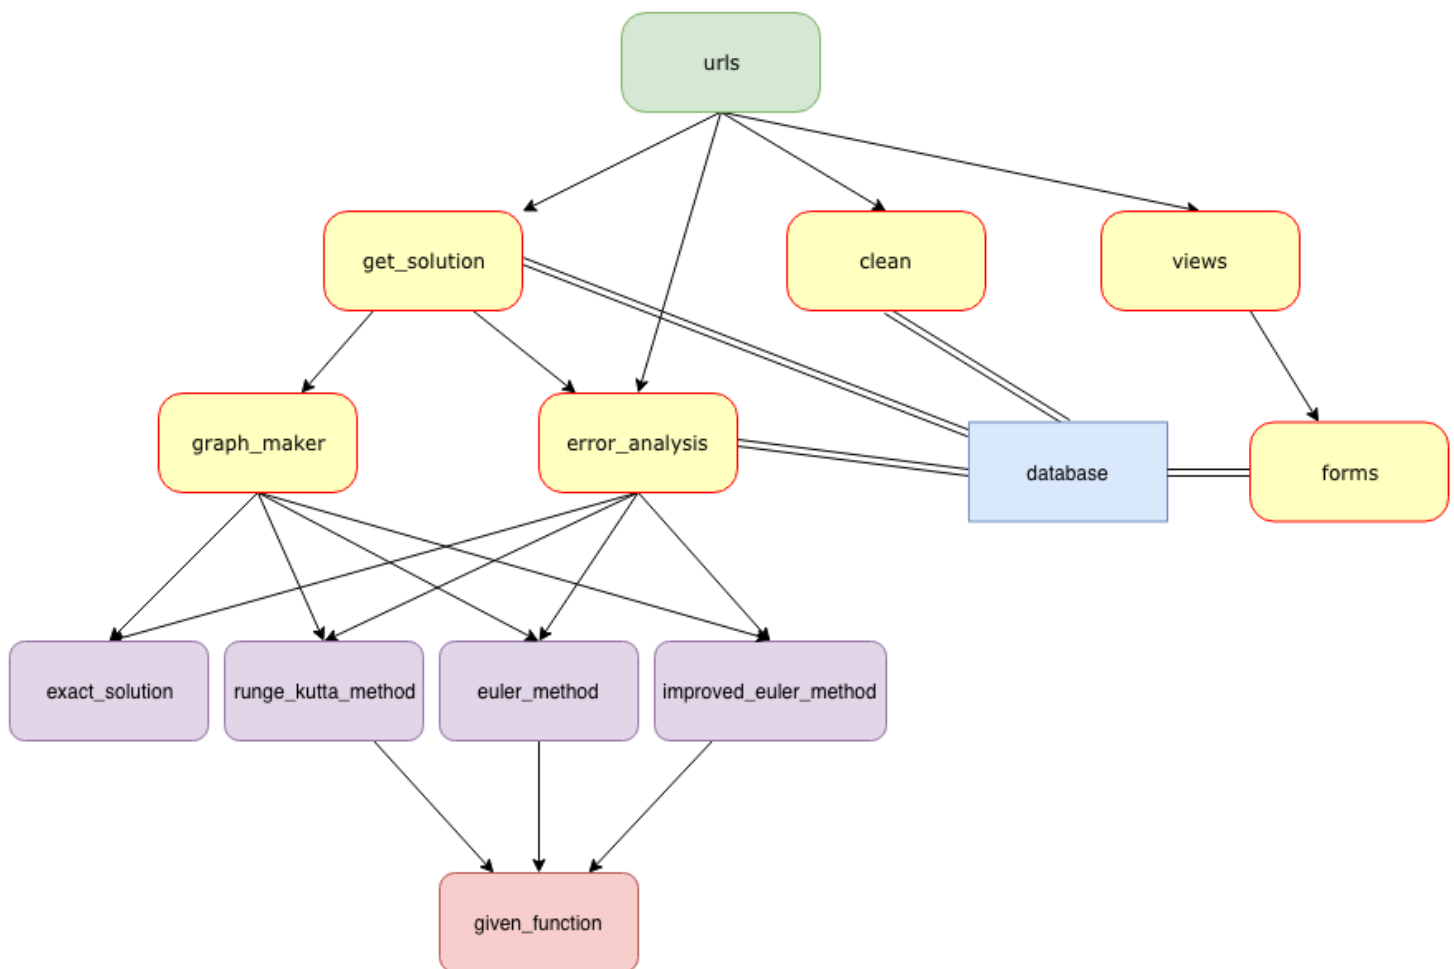 urls
get_solution
clean
views
graph_maker
error_analysis
database
forms
exact_solution
runge_kutta_method
euler_method
improved_euler_method
given_function